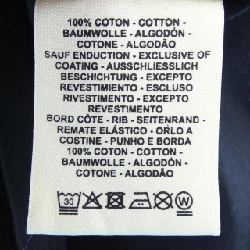 100% COTON - COTTON -
BAUMWOLLE - ALGODÓN -
COTONE - ALGODÃO
SAUF ENDUCTION - EXCLUSIVE OF
COATING - AUSSCHLIESSLICH
BESCHICHTUNG - EXCEPTO
REVESTIMIENTO - ESCLUSO
RIVESTIMENTO - EXCEPTO
REVESTIMENTO
BORD CÔTE - RIB - SEITENRAND -
REMATE ELÁSTICO - ORLO A
COSTINE - PUNHO E BORDA
100% COTON - COTTON -
BAUMWOLLE - ALGODÓN -
COTONE - ALGODÃO
30 W